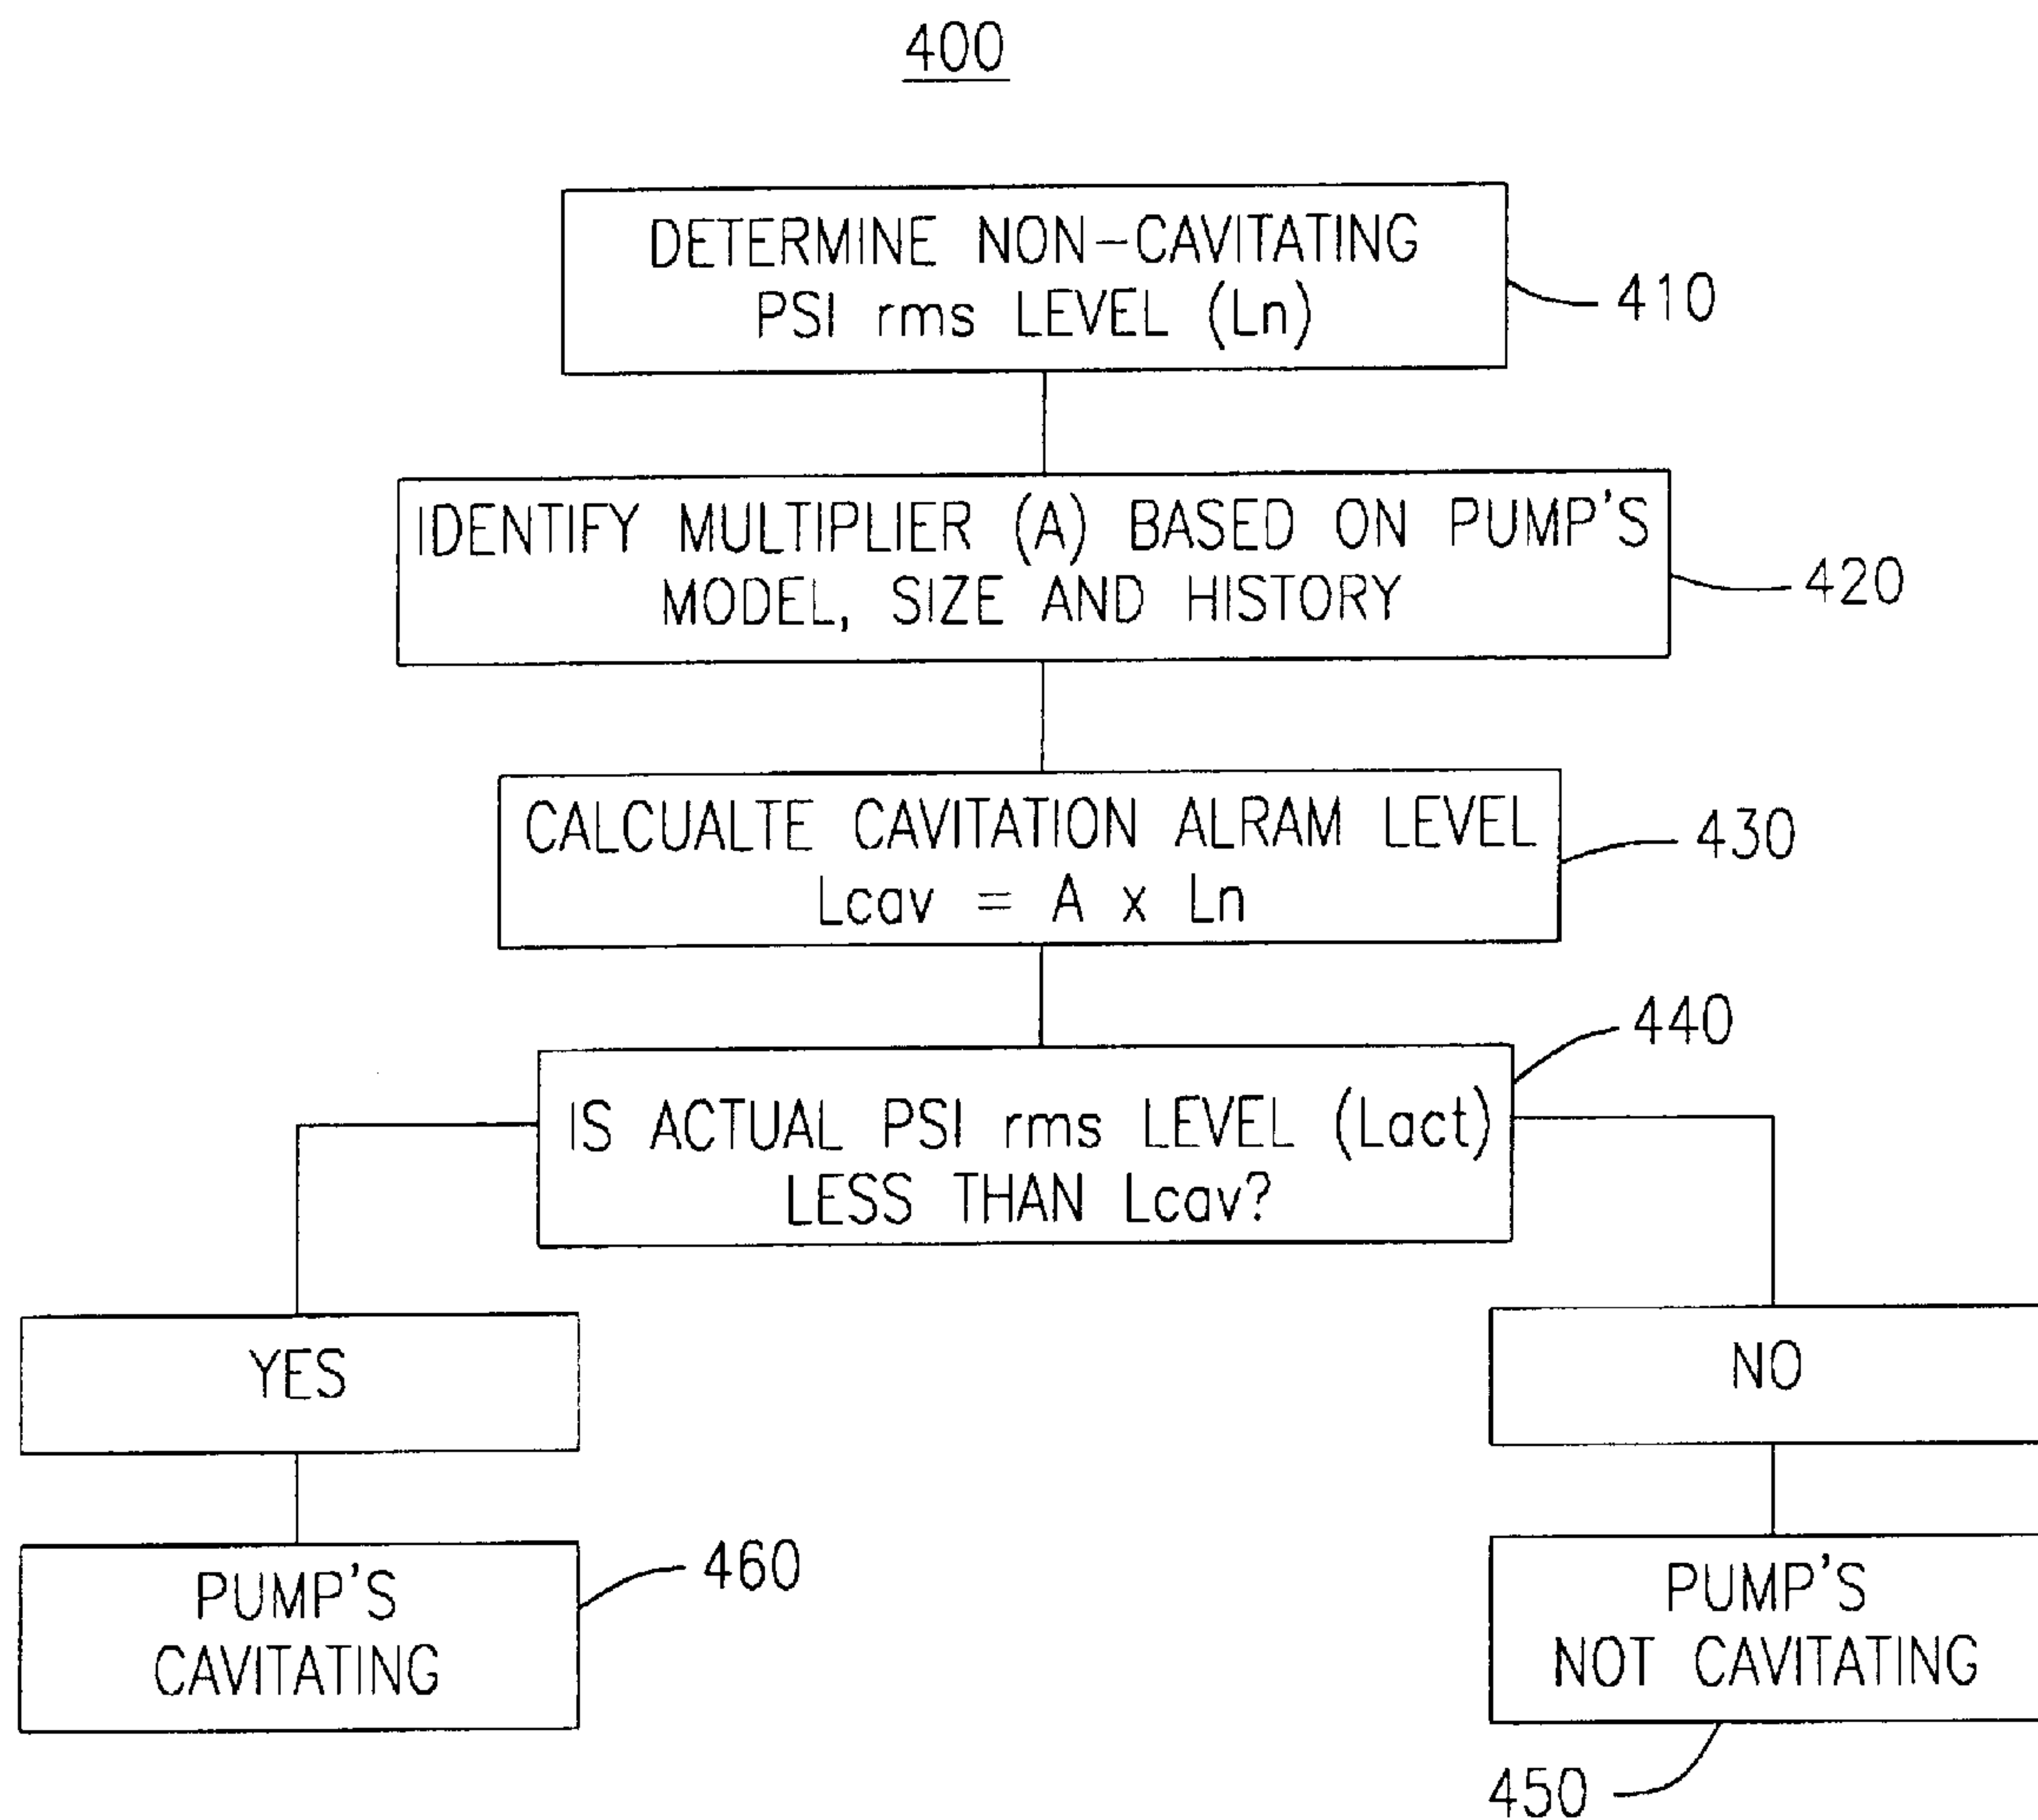 400
DETERMINE NON-CAVITATING
PSI rms LEVEL (Ln)
410
IDENTIFY MULTIPLIER (A) BASED ON PUMP'S
MODEL, SIZE AND HISTORY
420
CALCUALTE CAVITATION ALRAM LEVEL
Lcav = A x Ln
430
440
IS ACTUAL PSI rms LEVEL (Lact)
LESS THAN Lcav?
YES
NO
PUMP'S
CAVITATING
460
PUMP'S
NOT CAVITATING
450